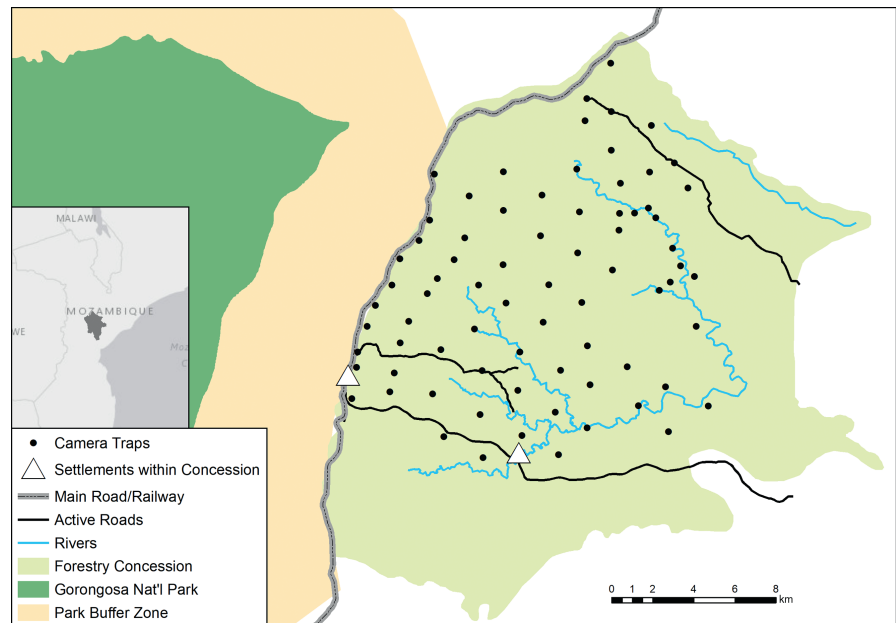 MALAWI
MOZAMBIQUE
WE
Camera Traps
Settlements within Concession
Main Road/Railway
Active Roads
Rivers
Forestry Concession
Gorongosa Nat'l Park
Park Buffer Zone
0 1 2 4 6 8
km